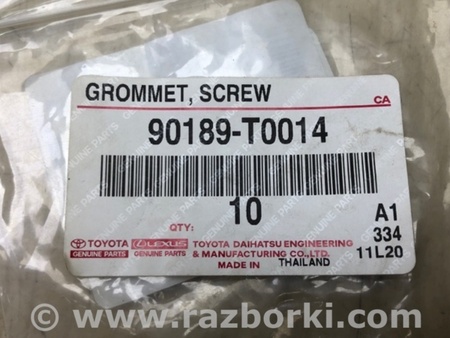 GROMMET, SCREW
CA
90189-T0014
QTY: 10
A1
334
11L20
TOYOTA GENUINE PARTS
LEXUS GENUINE PARTS
TOYOTA DAIHATSU ENGINEERING
& MANUFACTURING CO.,LTD.
MADE IN THAILAND
www.razborki.com